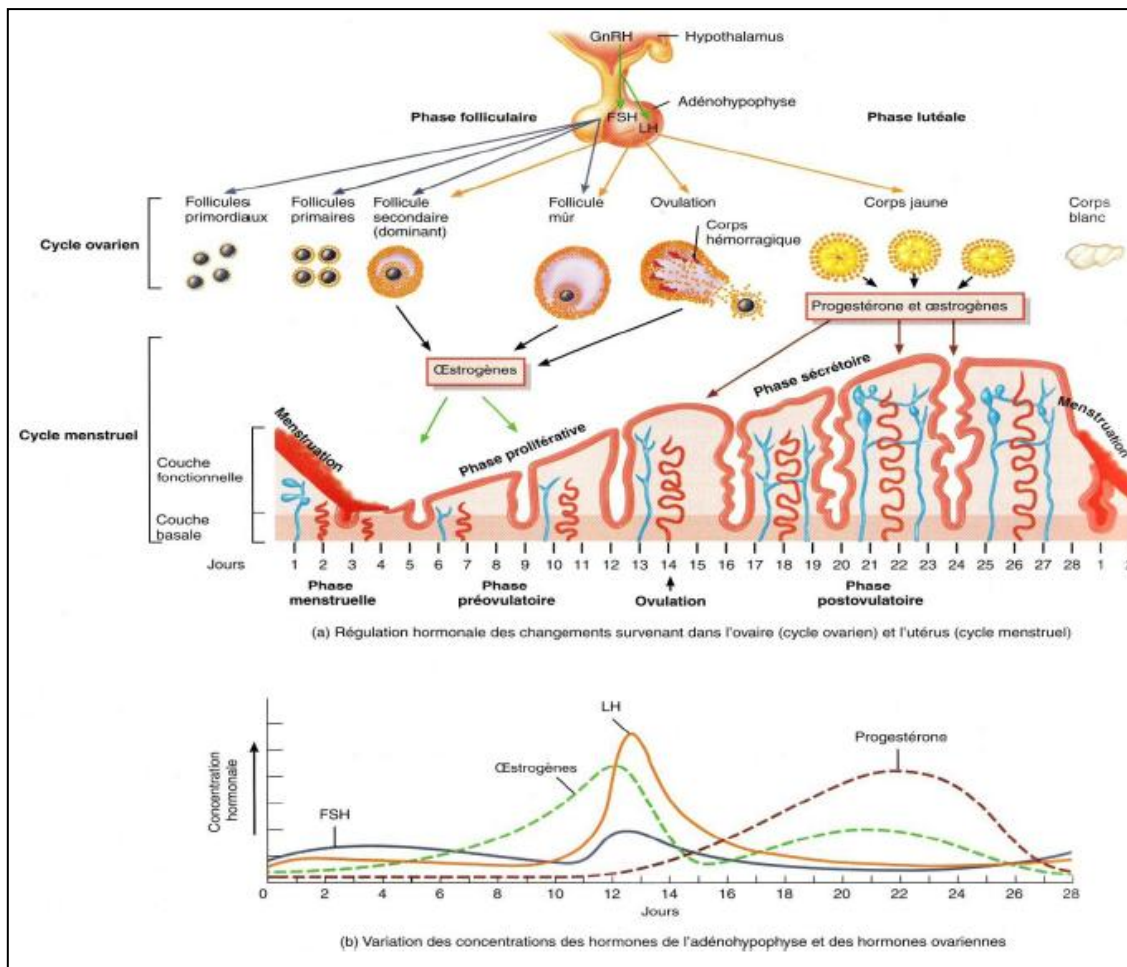 GnRH
Hypothalamus
Adénohypophyse
Phase folliculaire
FSH
LH
Phase lutéale
Follicules primordiaux
Follicules primaires
Follicule secondaire (dominant)
Follicule mûr
Ovulation
Corps hémorragique
Corps jaune
Corps blanc
Cycle ovarien
Progestérone et œstrogènes
Œstrogènes
Cycle menstruel
Menstruation
Phase proliférative
Phase sécrétoire
Menstruation
Couche fonctionnelle
Couche basale
Jours 1 2 3 4 5 6 7 8 9 10 11 12 13 14 15 16 17 18 19 20 21 22 23 24 25 26 27 28 1 2
Phase menstruelle
Phase préovulatoire
Ovulation
Phase postovulatoire
(a) Régulation hormonale des changements survenant dans l'ovaire (cycle ovarien) et l'utérus (cycle menstruel)
LH
Progestérone
Œstrogènes
Concentration hormonale
FSH
0 2 4 6 8 10 12 14 16 18 20 22 24 26 28
Jours
(b) Variation des concentrations des hormones de l'adénohypophyse et des hormones ovariennes